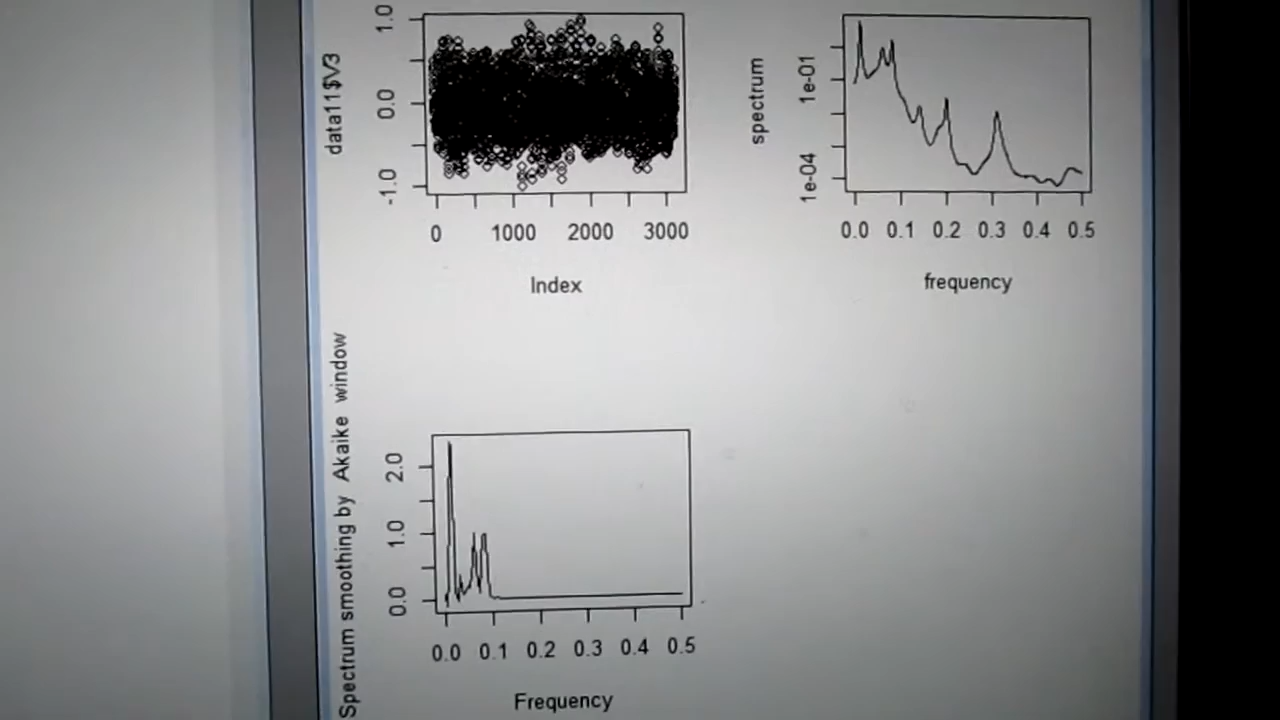 data11$V3
1.0
0.0
-1.0
0 1000 2000 3000
Index
spectrum
1e-01
1e-04
0.0 0.1 0.2 0.3 0.4 0.5
frequency
Spectrum smoothing by Akaike window
2.0
1.0
0.0
0.0 0.1 0.2 0.3 0.4 0.5
Frequency